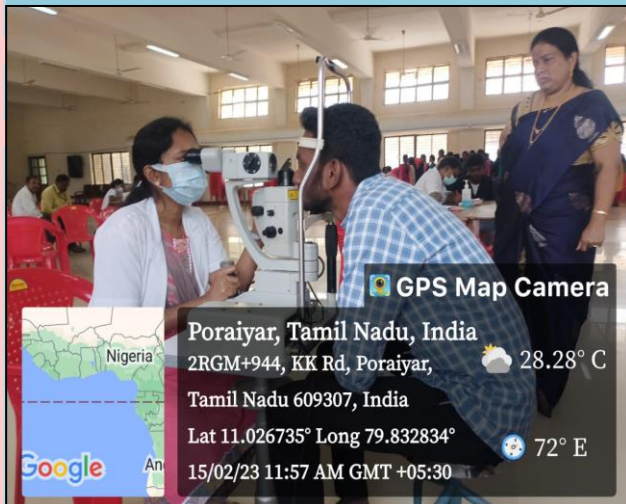 GPS Map Camera
Poraiyar, Tamil Nadu, India
2RGM+944, KK Rd, Poraiyar,
28.28° C
Tamil Nadu 609307, India
Lat 11.026735° Long 79.832834°
72° E
15/02/23 11:57 AM GMT +05:30
Nigeria
An
Google